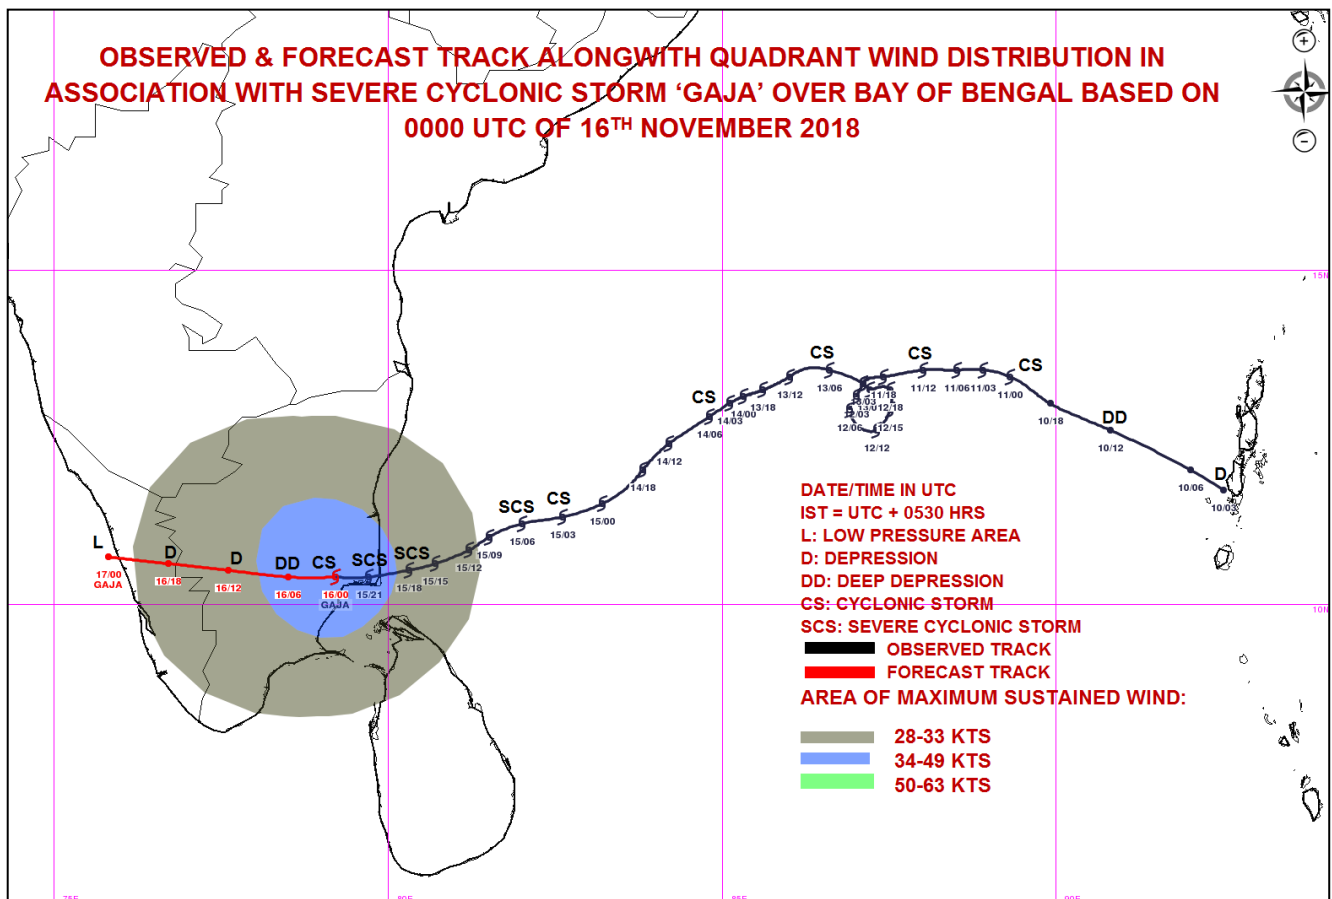 OBSERVED & FORECAST TRACK ALONGWITH QUADRANT WIND DISTRIBUTION IN
ASSOCIATION WITH SEVERE CYCLONIC STORM ‘GAJA’ OVER BAY OF BENGAL BASED ON
0000 UTC OF 16TH NOVEMBER 2018
15N
CS
CS
CS
13/06
11/12
11/06
11/03
11/00
13/12
11/18
13/18
12/18
CS
14/00
14/03
14/06
12/03
12/06
12/15
12/12
10/18
DD
10/12
14/12
14/18
D
10/06
10/03
SCS
CS
15/00
15/03
15/06
15/09
15/12
L
D
D
DD
CS
SCS
SCS
15/15
15/18
15/21
17/00
GAJA
16/18
16/12
16/06
16/00
GAJA
DATE/TIME IN UTC
IST = UTC + 0530 HRS
L: LOW PRESSURE AREA
D: DEPRESSION
DD: DEEP DEPRESSION
CS: CYCLONIC STORM
10N
SCS: SEVERE CYCLONIC STORM
OBSERVED TRACK
FORECAST TRACK
AREA OF MAXIMUM SUSTAINED WIND:
28-33 KTS
34-49 KTS
50-63 KTS
75E
80E
85E
90E